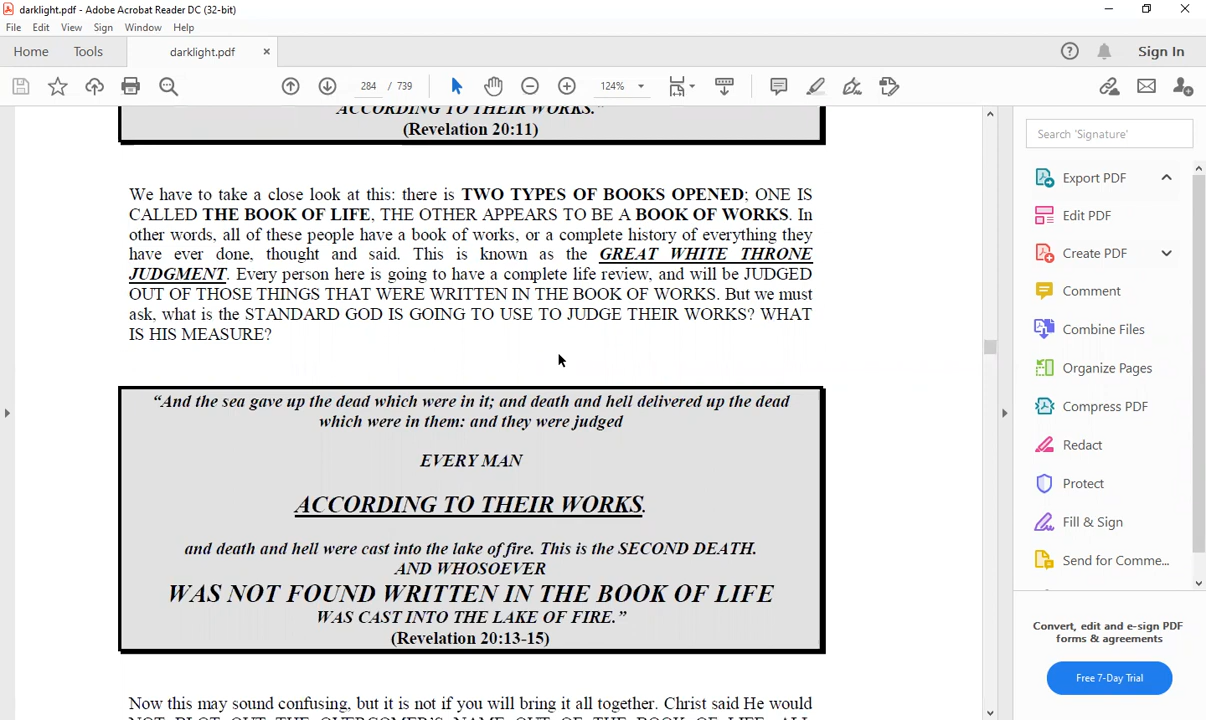 darklight.pdf - Adobe Acrobat Reader DC (32-bit)
File Edit View Sign Window Help
Home Tools darklight.pdf × Sign In
284 / 739 124%
ACCORDING TO THEIR WORKS.”
(Revelation 20:11)
We have to take a close look at this: there is TWO TYPES OF BOOKS OPENED; ONE IS
CALLED THE BOOK OF LIFE, THE OTHER APPEARS TO BE A BOOK OF WORKS. In
other words, all of these people have a book of works, or a complete history of everything they
have ever done, thought and said. This is known as the GREAT WHITE THRONE
JUDGMENT. Every person here is going to have a complete life review, and will be JUDGED
OUT OF THOSE THINGS THAT WERE WRITTEN IN THE BOOK OF WORKS. But we must
ask, what is the STANDARD GOD IS GOING TO USE TO JUDGE THEIR WORKS? WHAT
IS HIS MEASURE?
“And the sea gave up the dead which were in it; and death and hell delivered up the dead
which were in them: and they were judged
EVERY MAN
ACCORDING TO THEIR WORKS.
and death and hell were cast into the lake of fire. This is the SECOND DEATH.
AND WHOSOEVER
WAS NOT FOUND WRITTEN IN THE BOOK OF LIFE
WAS CAST INTO THE LAKE OF FIRE.”
(Revelation 20:13-15)
Now this may sound confusing, but it is not if you will bring it all together. Christ said He would
NOT BLOT OUT THE OVERCOMER’S NAME OUT OF THE BOOK OF LIFE. ALL
Search 'Signature'
Export PDF
Edit PDF
Create PDF
Comment
Combine Files
Organize Pages
Compress PDF
Redact
Protect
Fill & Sign
Send for Comme...
Convert, edit and e-sign PDF
forms & agreements
Free 7-Day Trial